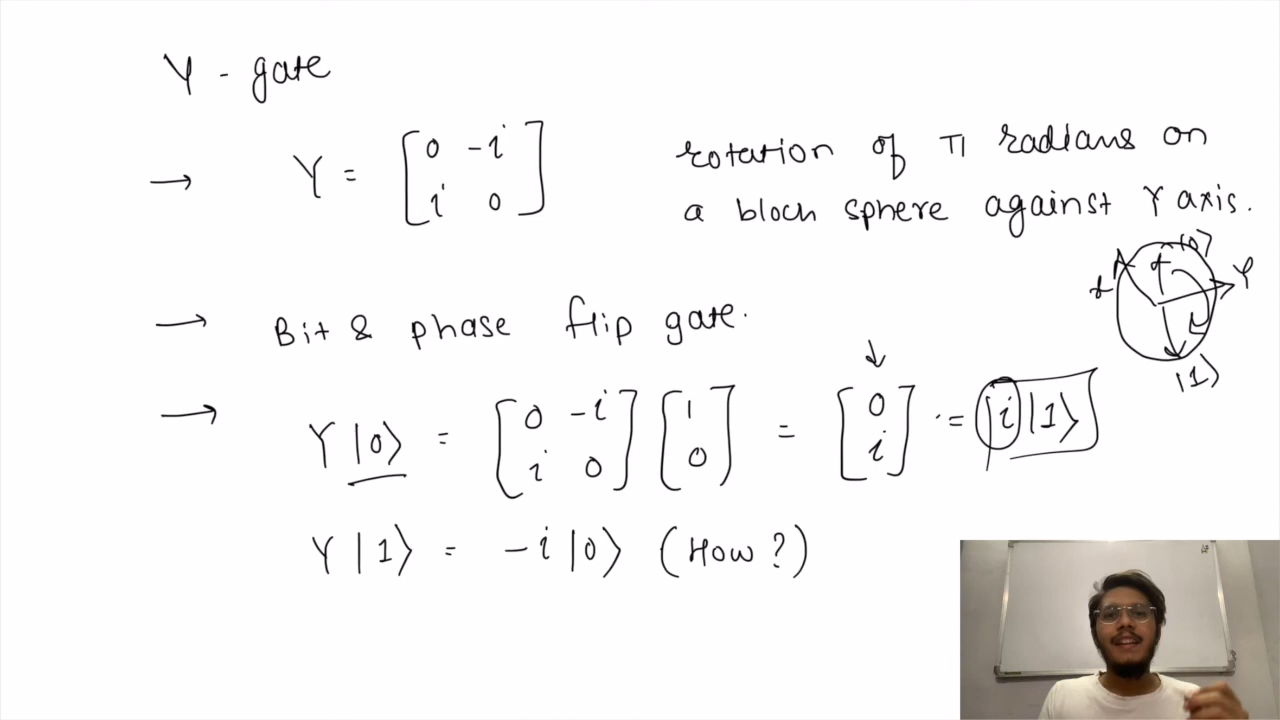 Y - gate
→ Y = [0 -i
i 0]
rotation of π radians on
a bloch sphere against Y axis.
|0>
Y
|1>
→ Bit & phase flip gate.
→ Y|0> = [0 -i
i 0] [1
0] = [0
i] = i|1>
Y|1> = -i|0> (How?)